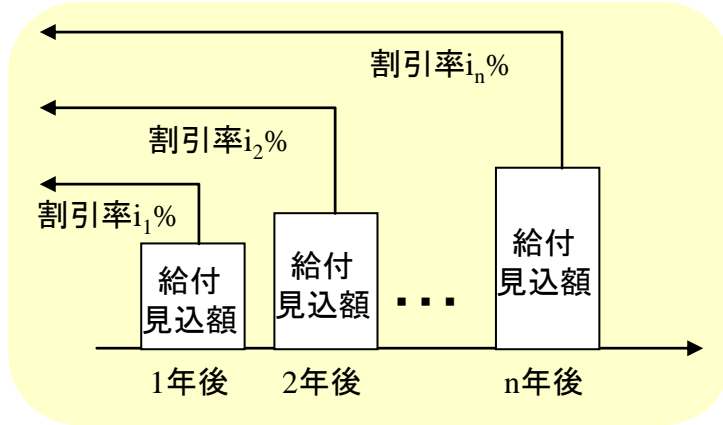 割引率in%
割引率i2%
割引率i1%
給付
見込額
給付
見込額
・・・
給付
見込額
1年後
2年後
n年後